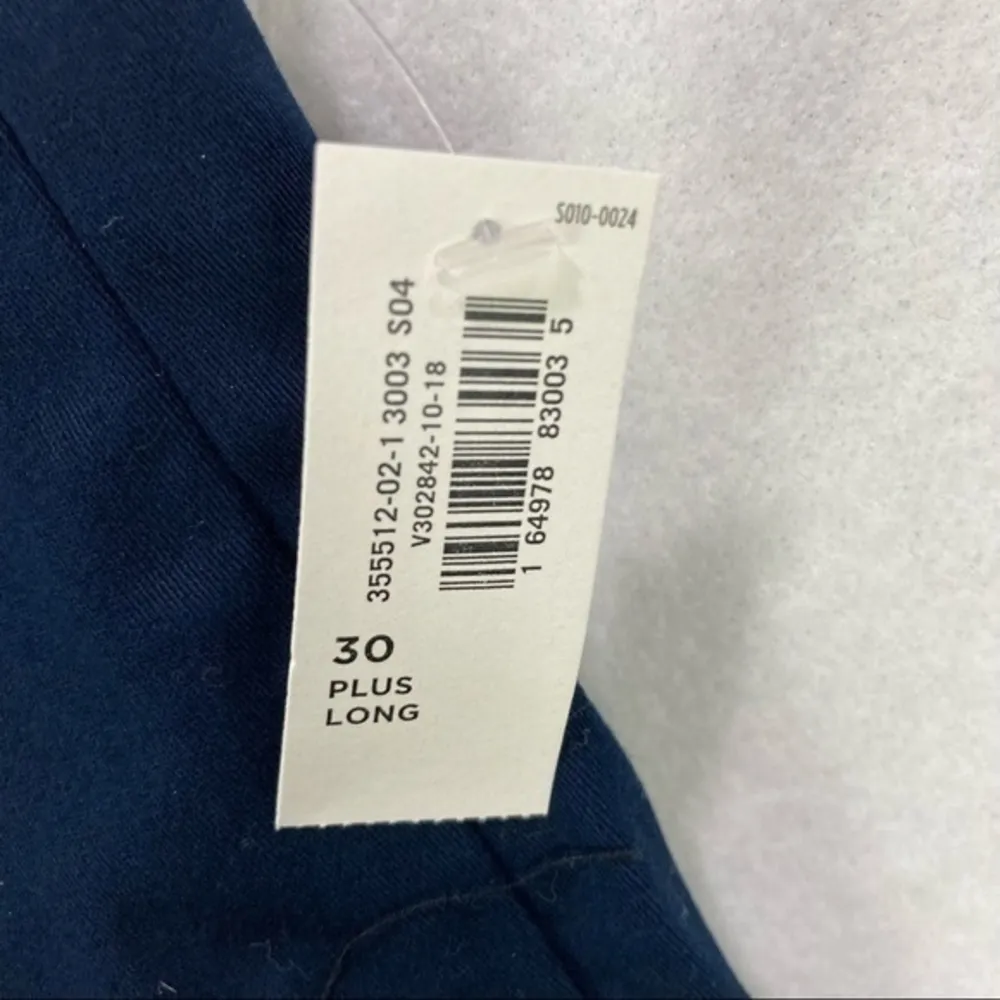 S010-0024
355512-02-1 3003 S04
V302842-10-18
1 64978 83003 5
30
PLUS
LONG